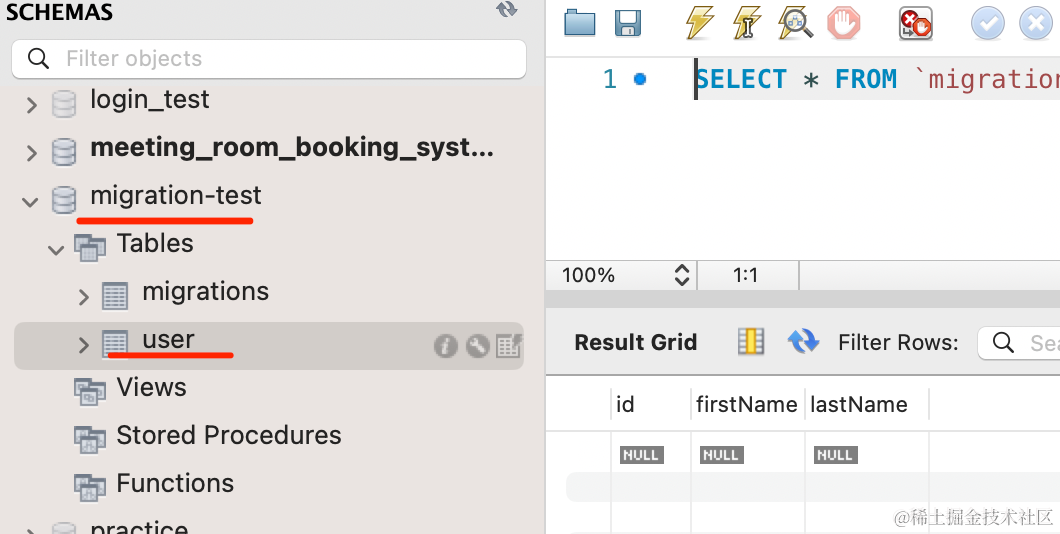 SCHEMAS
Filter objects
login_test
meeting_room_booking_syst...
migration-test
Tables
migrations
user
Views
Stored Procedures
Functions
practice
1 SELECT * FROM `migration
100% 1:1
Result Grid Filter Rows: Sea
id firstName lastName
NULL NULL NULL
@稀土掘金技术社区